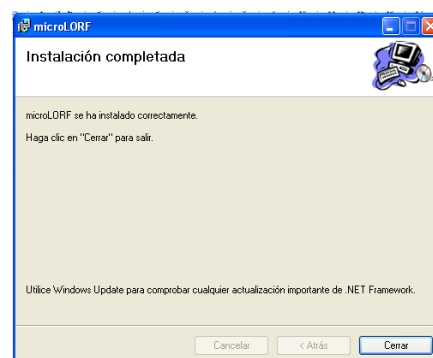 microLORF
Instalación completada
microLORF se ha instalado correctamente.
Haga clic en "Cerrar" para salir.
Utilice Windows Update para comprobar cualquier actualización importante de .NET Framework.
Cancelar
< Atrás
Cerrar